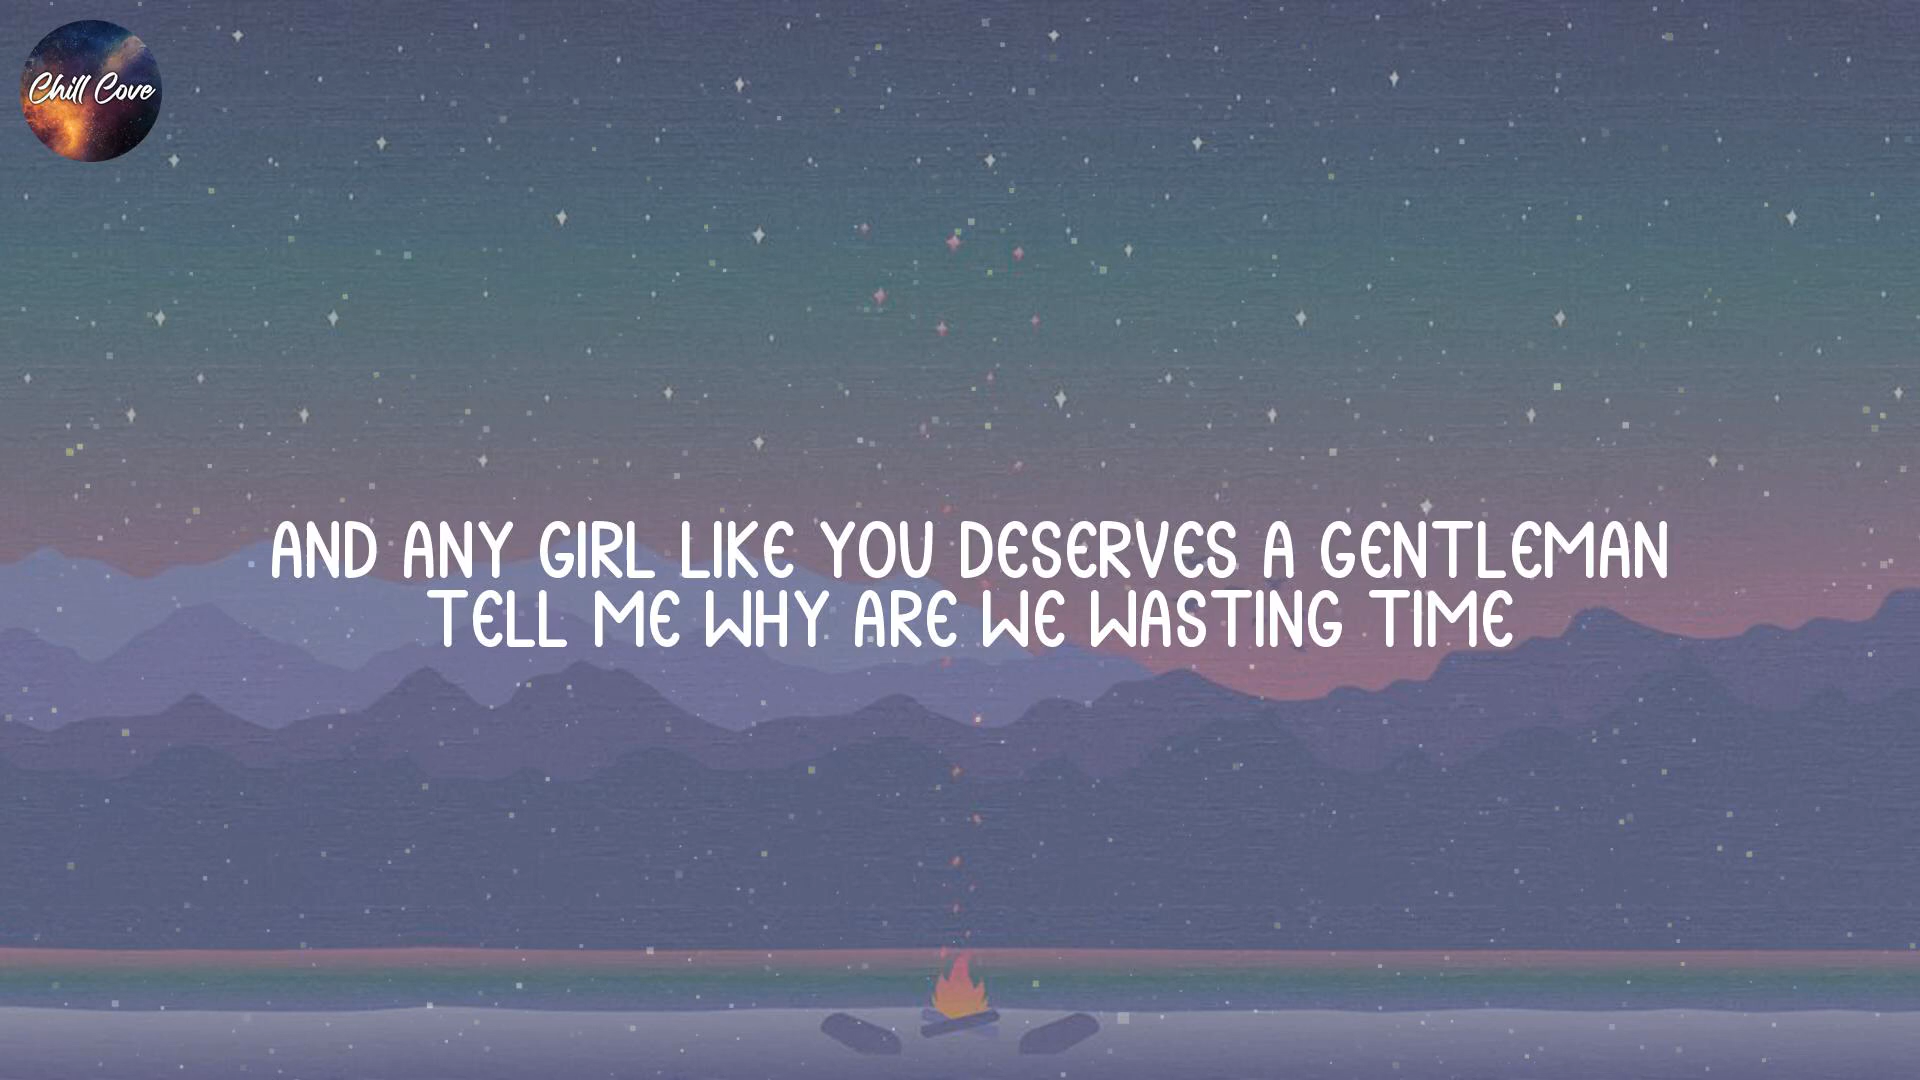 Chill Cove
AND ANY GIRL LIKE YOU DESERVES A GENTLEMAN
TELL ME WHY ARE WE WASTING TIME